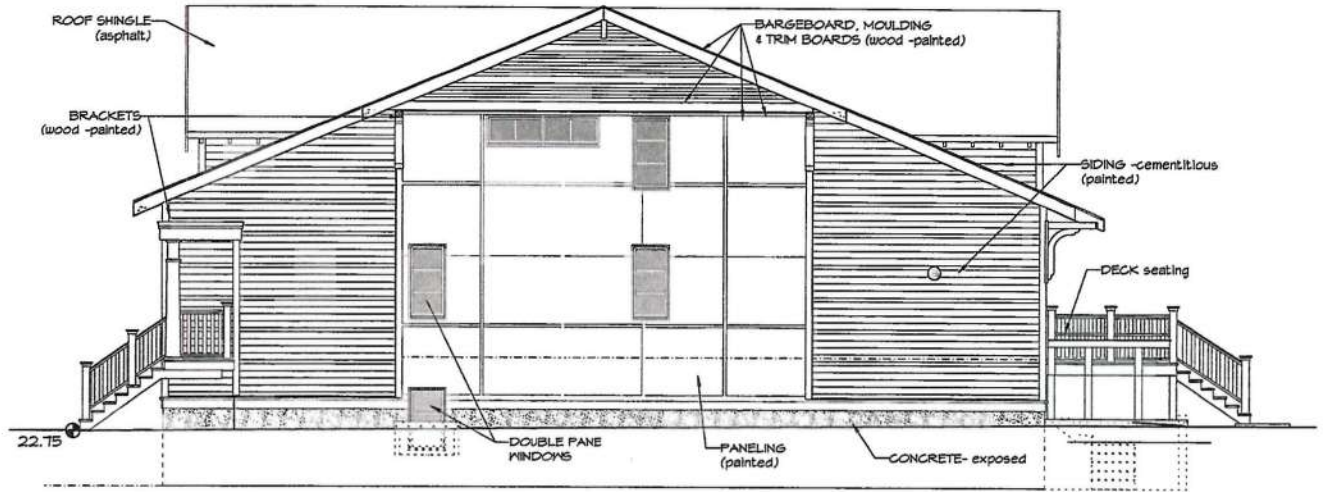 ROOF SHINGLE
(asphalt)
BARGEBOARD, MOULDING
& TRIM BOARDS (wood -painted)
BRACKETS
(wood -painted)
SIDING -cementitious
(painted)
DECK seating
22.75
DOUBLE PANE
WINDOWS
PANELING
(painted)
CONCRETE- exposed